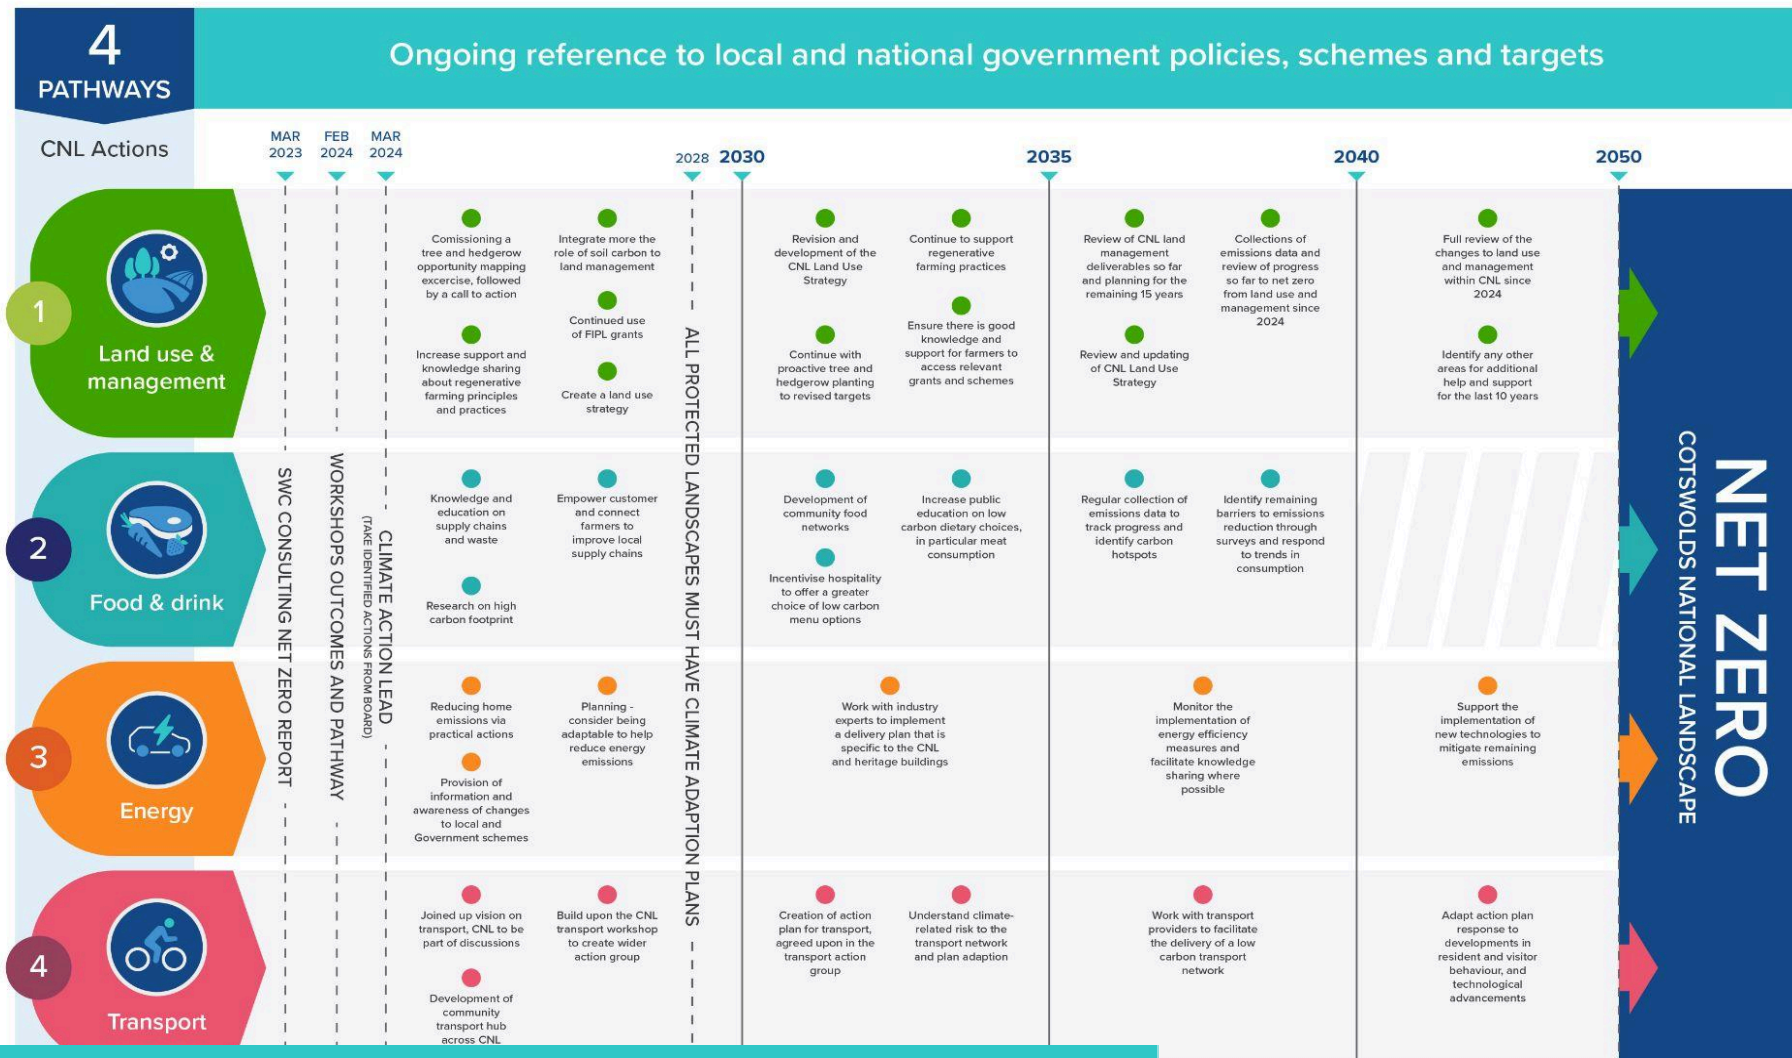 4
PATHWAYS
Ongoing reference to local and national government policies, schemes and targets
CNL Actions
MAR
2023
FEB
2024
MAR
2024
2028
2030
2035
2040
2050
1
Land use &
management
Comissioning a
tree and hedgerow
opportunity mapping
excercise, followed
by a call to action
Increase support and
knowledge sharing
about regenerative
farming principles
and practices
Integrate more the
role of soil carbon to
land management
Continued use
of FIPL grants
Create a land use
strategy
Revision and
development of the
CNL Land Use
Strategy
Continue with
proactive tree and
hedgerow planting
to revised targets
Continue to support
regenerative
farming practices
Ensure there is good
knowledge and
support for farmers to
access relevant
grants and schemes
Review of CNL land
management
deliverables so far
and planning for the
remaining 15 years
Review and updating
of CNL Land Use
Strategy
Collections of
emissions data and
review of progress
so far to net zero
from land use and
management since
2024
Full review of the
changes to land use
and management
within CNL since
2024
Identify any other
areas for additional
help and support
for the last 10 years
SWC CONSULTING NET ZERO REPORT
WORKSHOPS OUTCOMES AND PATHWAY
CLIMATE ACTION LEAD
(TAKE IDENTIFIED ACTIONS FROM BOARD)
ALL PROTECTED LANDSCAPES MUST HAVE CLIMATE ADAPTION PLANS
2
Food & drink
Knowledge and
education on
supply chains
and waste
Research on high
carbon footprint
Empower customer
and connect
farmers to
improve local
supply chains
Development of
community food
networks
Incentivise hospitality
to offer a greater
choice of low carbon
menu options
Increase public
education on low
carbon dietary choices,
in particular meat
consumption
Regular collection of
emissions data to
track progress and
identify carbon
hotspots
Identify remaining
barriers to emissions
reduction through
surveys and respond
to trends in
consumption
3
Energy
Reducing home
emissions via
practical actions
Provision of
information and
awareness of changes
to local and
Government schemes
Planning -
consider being
adaptable to help
reduce energy
emissions
Work with industry
experts to implement
a delivery plan that is
specific to the CNL
and heritage buildings
Monitor the
implementation of
energy efficiency
measures and
facilitate knowledge
sharing where
possible
Support the
implementation of
new technologies to
mitigate remaining
emissions
4
Transport
Joined up vision on
transport, CNL to be
part of discussions
Development of
community
transport hub
across CNL
Build upon the CNL
transport workshop
to create wider
action group
Creation of action
plan for transport,
agreed upon in the
transport action
group
Understand climate-
related risk to the
transport network
and plan adaption
Work with transport
providers to facilitate
the delivery of a low
carbon transport
network
Adapt action plan
response to
developments in
resident and visitor
behaviour, and
technological
advancements
NET ZERO
COTSWOLDS NATIONAL LANDSCAPE